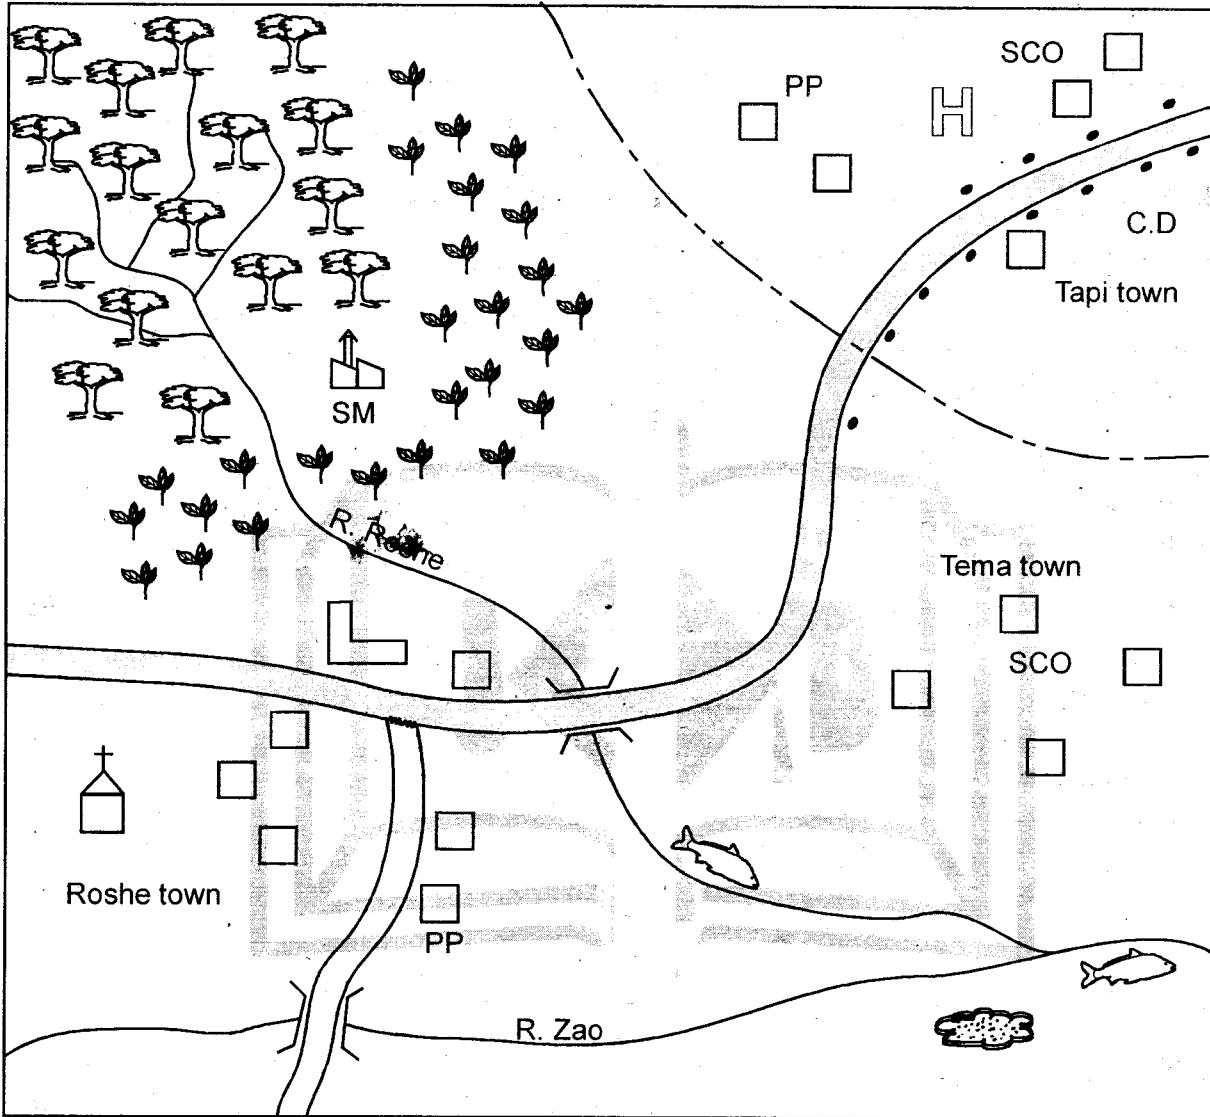 SCO
PP
H
C.D
Tapi town
SM
R. Roshe
Tema town
SCO
Roshe town
PP
R. Zao